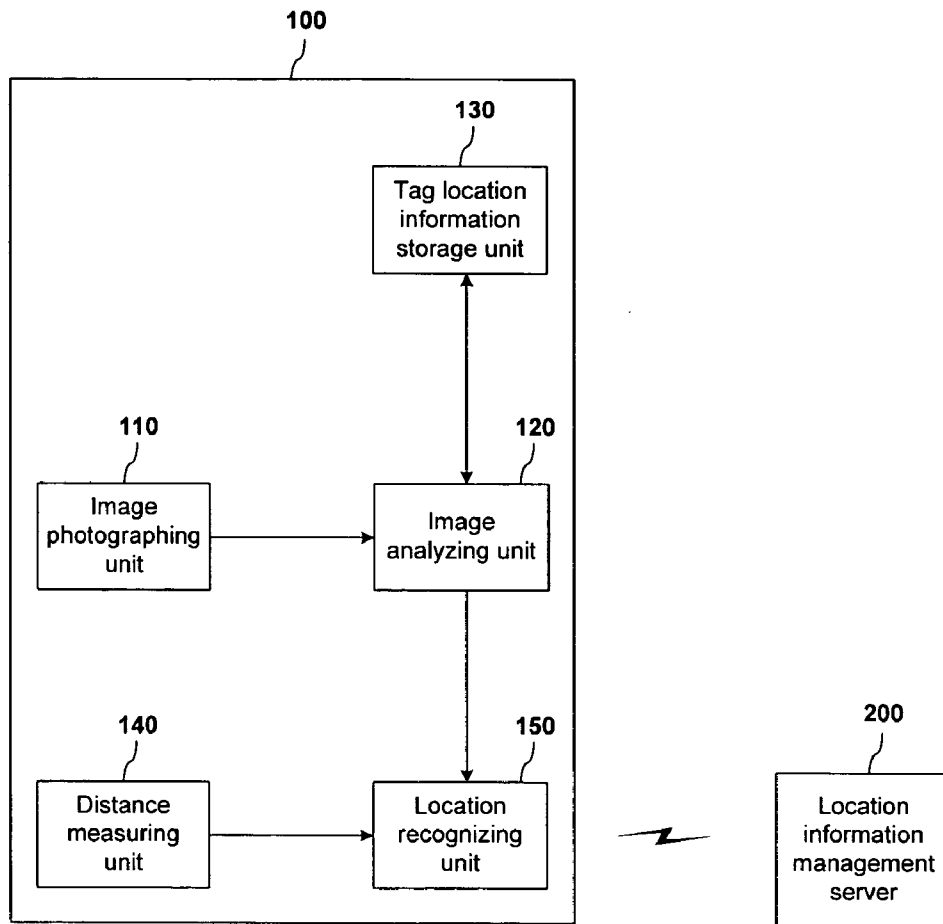 100
130
Tag location
information
storage unit
110
120
Image
photographing
unit
Image
analyzing unit
140
150
200
Distance
measuring
unit
Location
recognizing
unit
Location
information
management
server